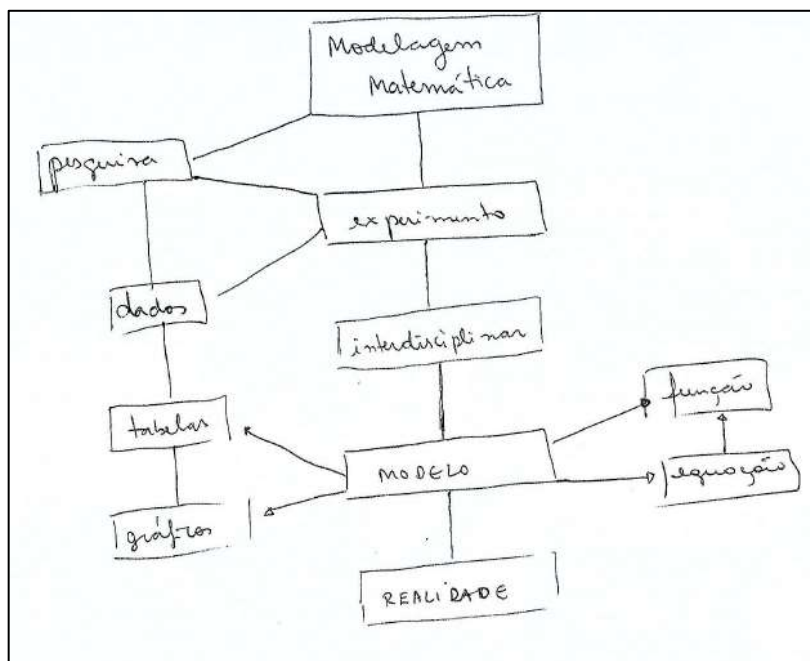 Modelagem
Matemática
pesquisa
experimento
dados
interdisciplinar
função
tabelas
MODELO
equação
gráficos
REALIDADE